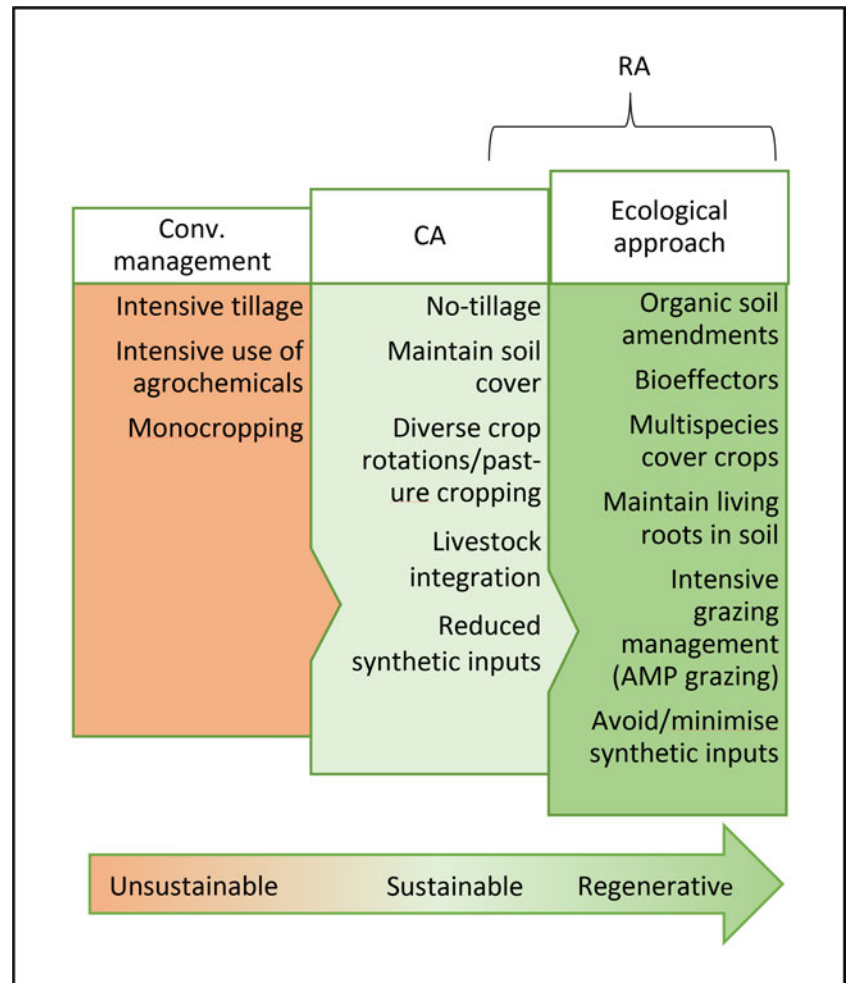 RA
Conv.
management
CA
Ecological
approach
Intensive tillage
Intensive use of
agrochemicals
Monocropping
No-tillage
Maintain soil
cover
Diverse crop
rotations/past-
ure cropping
Livestock
integration
Reduced
synthetic inputs
Organic soil
amendments
Bioeffectors
Multispecies
cover crops
Maintain living
roots in soil
Intensive
grazing
management
(AMP grazing)
Avoid/minimise
synthetic inputs
Unsustainable
Sustainable
Regenerative